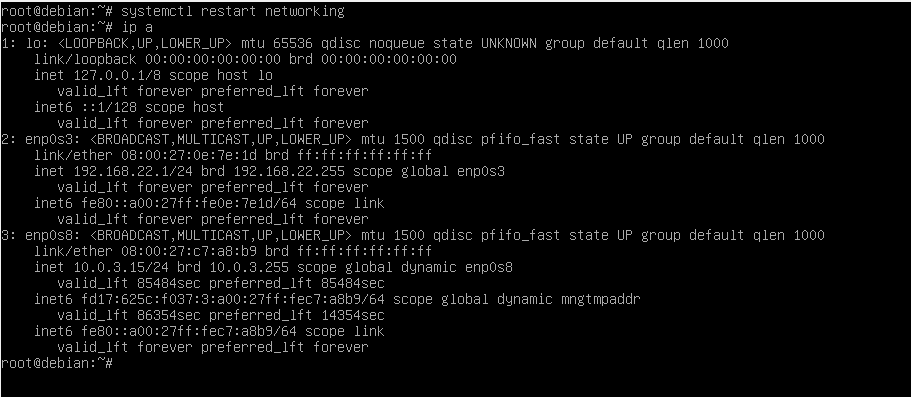 root@debian:~# systemctl restart networking
root@debian:~# ip a
1: lo: <LOOPBACK,UP,LOWER_UP> mtu 65536 qdisc noqueue state UNKNOWN group default qlen 1000
    link/loopback 00:00:00:00:00:00 brd 00:00:00:00:00:00
    inet 127.0.0.1/8 scope host lo
       valid_lft forever preferred_lft forever
    inet6 ::1/128 scope host
       valid_lft forever preferred_lft forever
2: enp0s3: <BROADCAST,MULTICAST,UP,LOWER_UP> mtu 1500 qdisc pfifo_fast state UP group default qlen 1000
    link/ether 08:00:27:0e:7e:1d brd ff:ff:ff:ff:ff:ff
    inet 192.168.22.1/24 brd 192.168.22.255 scope global enp0s3
       valid_lft forever preferred_lft forever
    inet6 fe80::a00:27ff:fe0e:7e1d/64 scope link
       valid_lft forever preferred_lft forever
3: enp0s8: <BROADCAST,MULTICAST,UP,LOWER_UP> mtu 1500 qdisc pfifo_fast state UP group default qlen 1000
    link/ether 08:00:27:c7:a8:b9 brd ff:ff:ff:ff:ff:ff
    inet 10.0.3.15/24 brd 10.0.3.255 scope global dynamic enp0s8
       valid_lft 85484sec preferred_lft 85484sec
    inet6 fd17:625c:f037:3:a00:27ff:fec7:a8b9/64 scope global dynamic mngtmpaddr
       valid_lft 86354sec preferred_lft 14354sec
    inet6 fe80::a00:27ff:fec7:a8b9/64 scope link
       valid_lft forever preferred_lft forever
root@debian:~#